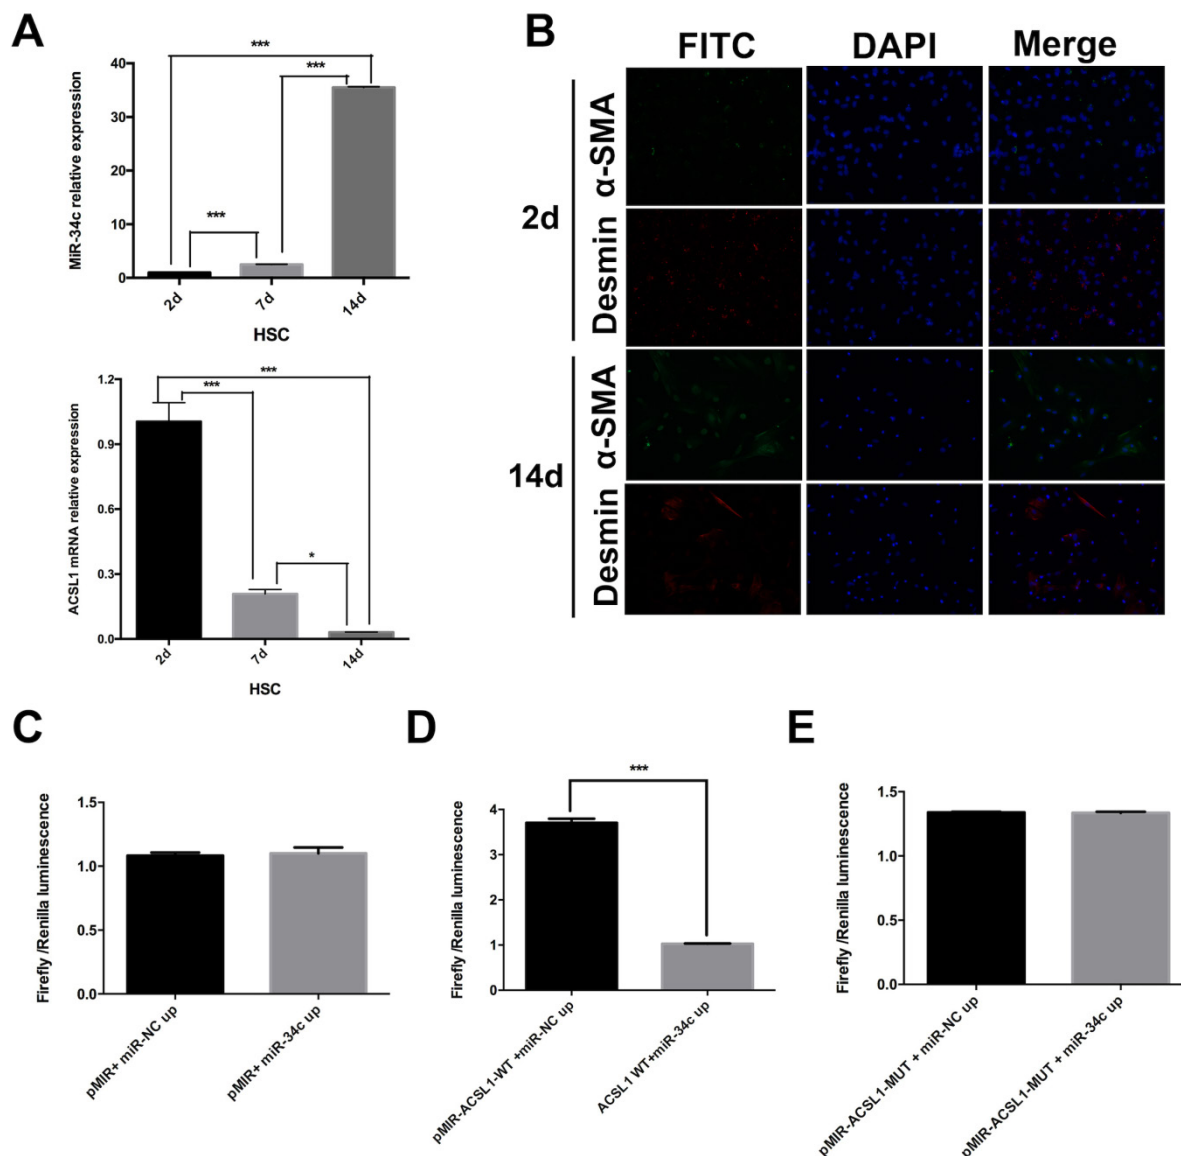 A
***
***
***
40
30
20
10
0
MiR-34c relative expression
2d
7d
14d
HSC
***
***
*
1.2
0.9
0.6
0.3
0.0
ACSL1 mRNA relative expression
2d
7d
14d
HSC
B
FITC
DAPI
Merge
2d
α-SMA
Desmin
14d
α-SMA
Desmin
C
1.5
1.0
0.5
0.0
Firefly /Renilla luminescence
pMIR+ miR-NC up
pMIR+ miR-34c up
D
***
4
3
2
1
0
Firefly /Renilla luminescence
pMIR-ACSL1-WT +miR-NC up
ACSL1 WT+miR-34c up
E
1.5
1.0
0.5
0.0
Firefly /Renilla luminescence
pMIR-ACSL1-MUT + miR-NC up
pMIR-ACSL1-MUT + miR-34c up